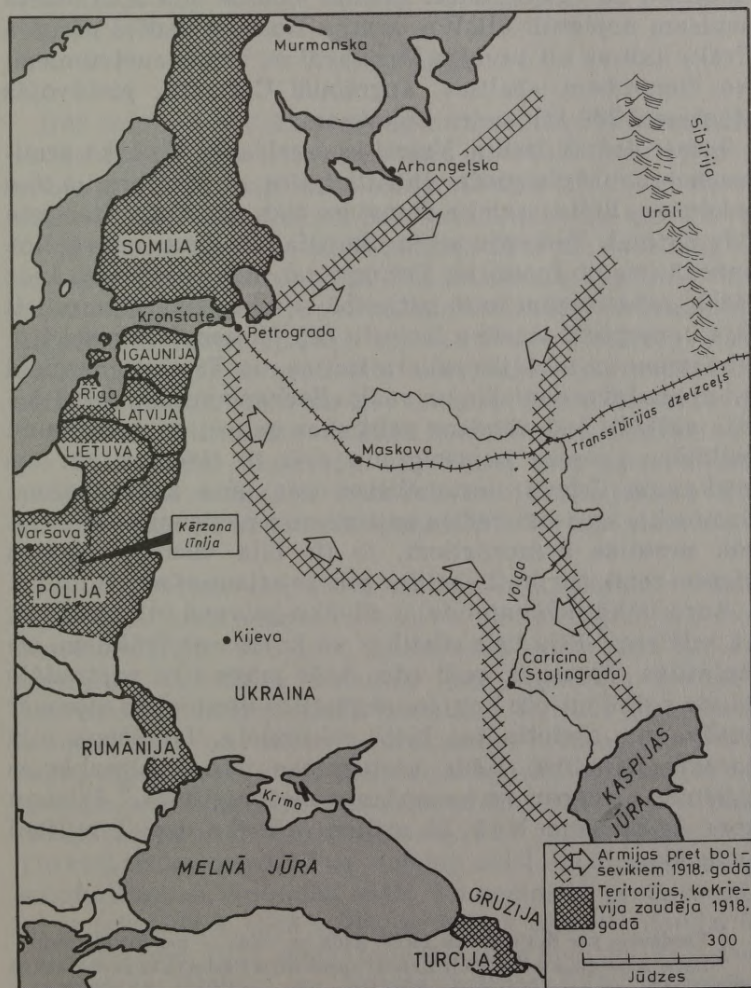 Murmanska
Arhangeļska
Sibīrija
Urāli
SOMIJA
Kronštate
Petrograda
IGAUNIJA
Rīga
LATVIJA
LIETUVA
Maskava
Transsibīrijas dzelzceļš
Varšava
Kērzona
līnija
POLIJA
Volga
Kijeva
Caricina
(Staļingrada)
UKRAINA
RUMĀNIJA
Krima
KASPIJAS
JŪRA
MELNĀ JŪRA
GRUZIJA
TURCIJA
Armijas pret boļ-
ševikiem 1918. gadā
Teritorijas, ko Krie-
vija zaudēja 1918.
gadā
0 300
Jūdzes